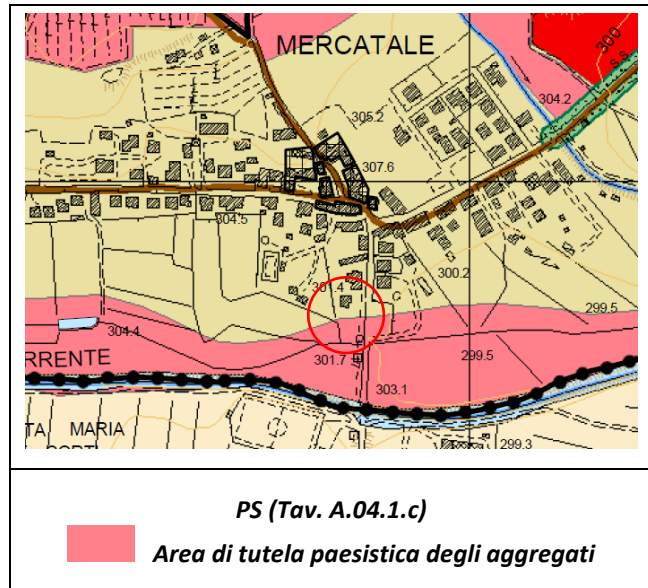 MERCATALE
300
S.S.
304.2
305.2
307.6
304.5
301.4
300.2
299.5
304.4
RRENTE
301.7
299.5
303.1
TA MARIA
299.3
PS (Tav. A.04.1.c)
Area di tutela paesistica degli aggregati